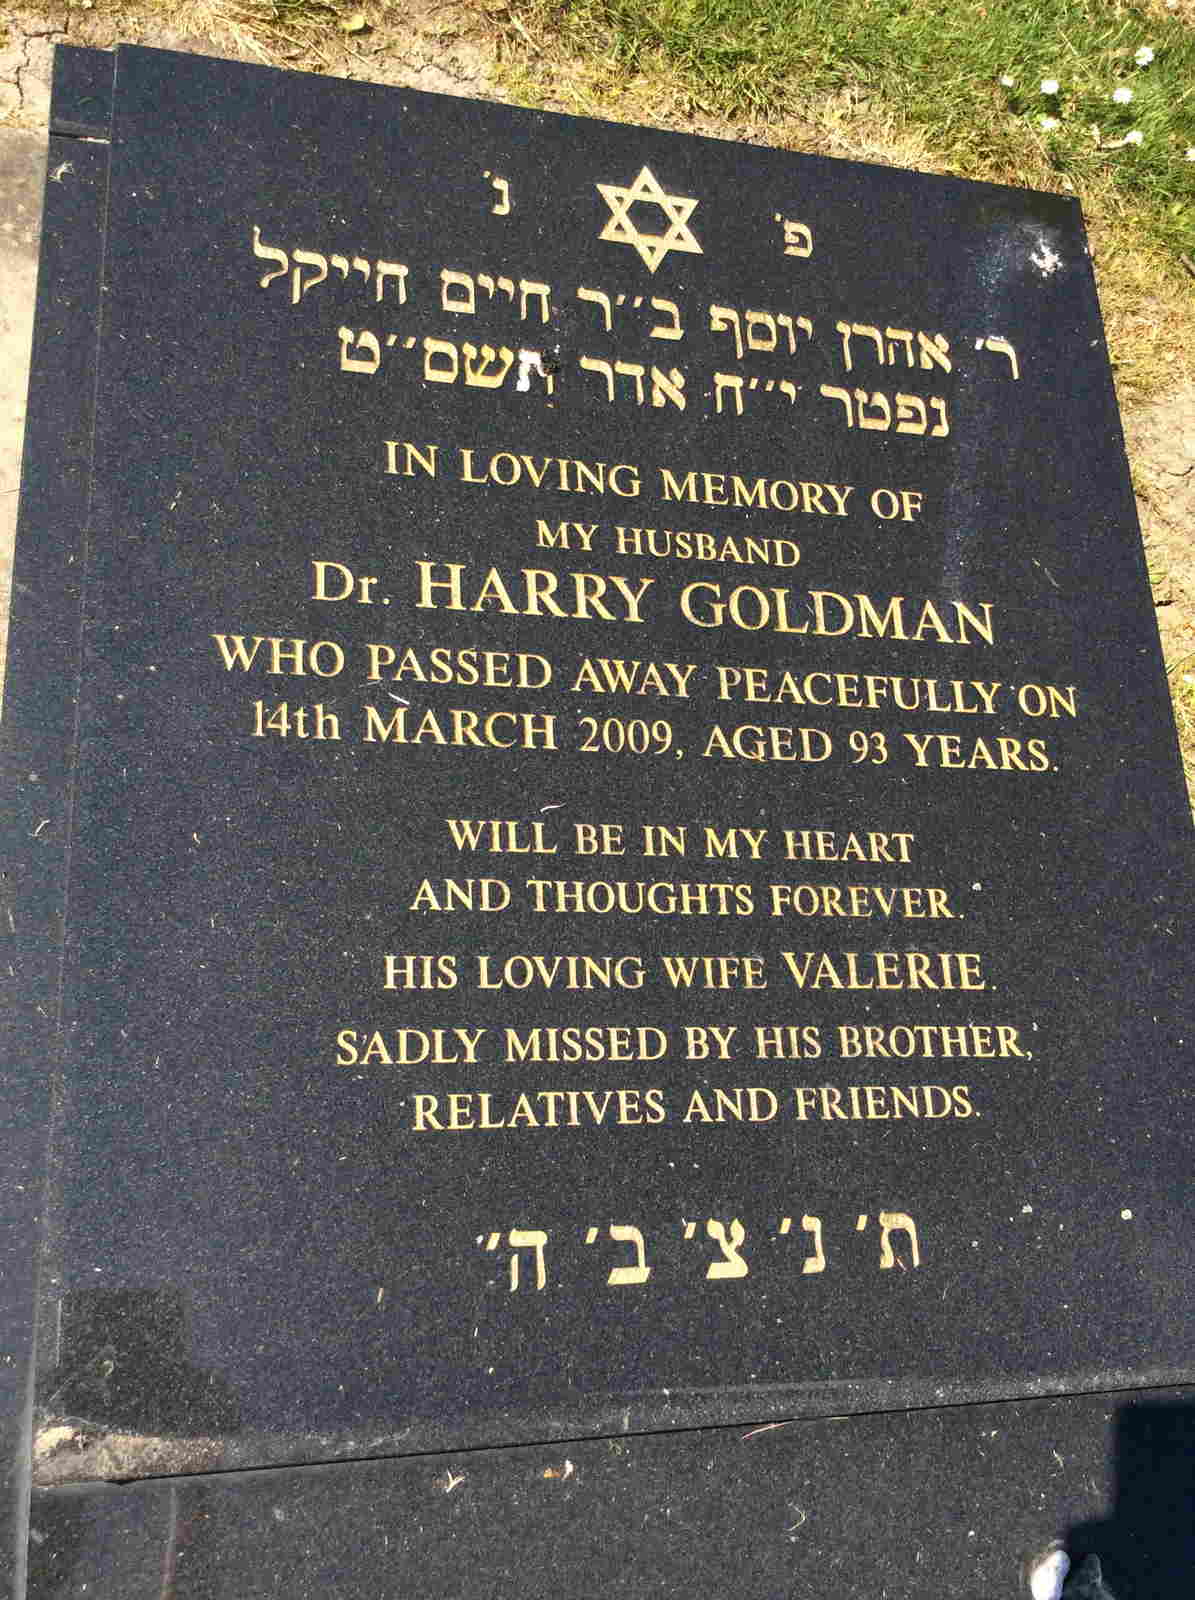 פ׳ נ׳
ר׳ אהרן יוסף ב״ר חיים חייקל
נפטר י״ח אדר תשס״ט
IN LOVING MEMORY OF
MY HUSBAND
Dr. HARRY GOLDMAN
WHO PASSED AWAY PEACEFULLY ON
14th MARCH 2009, AGED 93 YEARS.
WILL BE IN MY HEART
AND THOUGHTS FOREVER.
HIS LOVING WIFE VALERIE.
SADLY MISSED BY HIS BROTHER,
RELATIVES AND FRIENDS.
ת׳ נ׳ צ׳ ב׳ ה׳